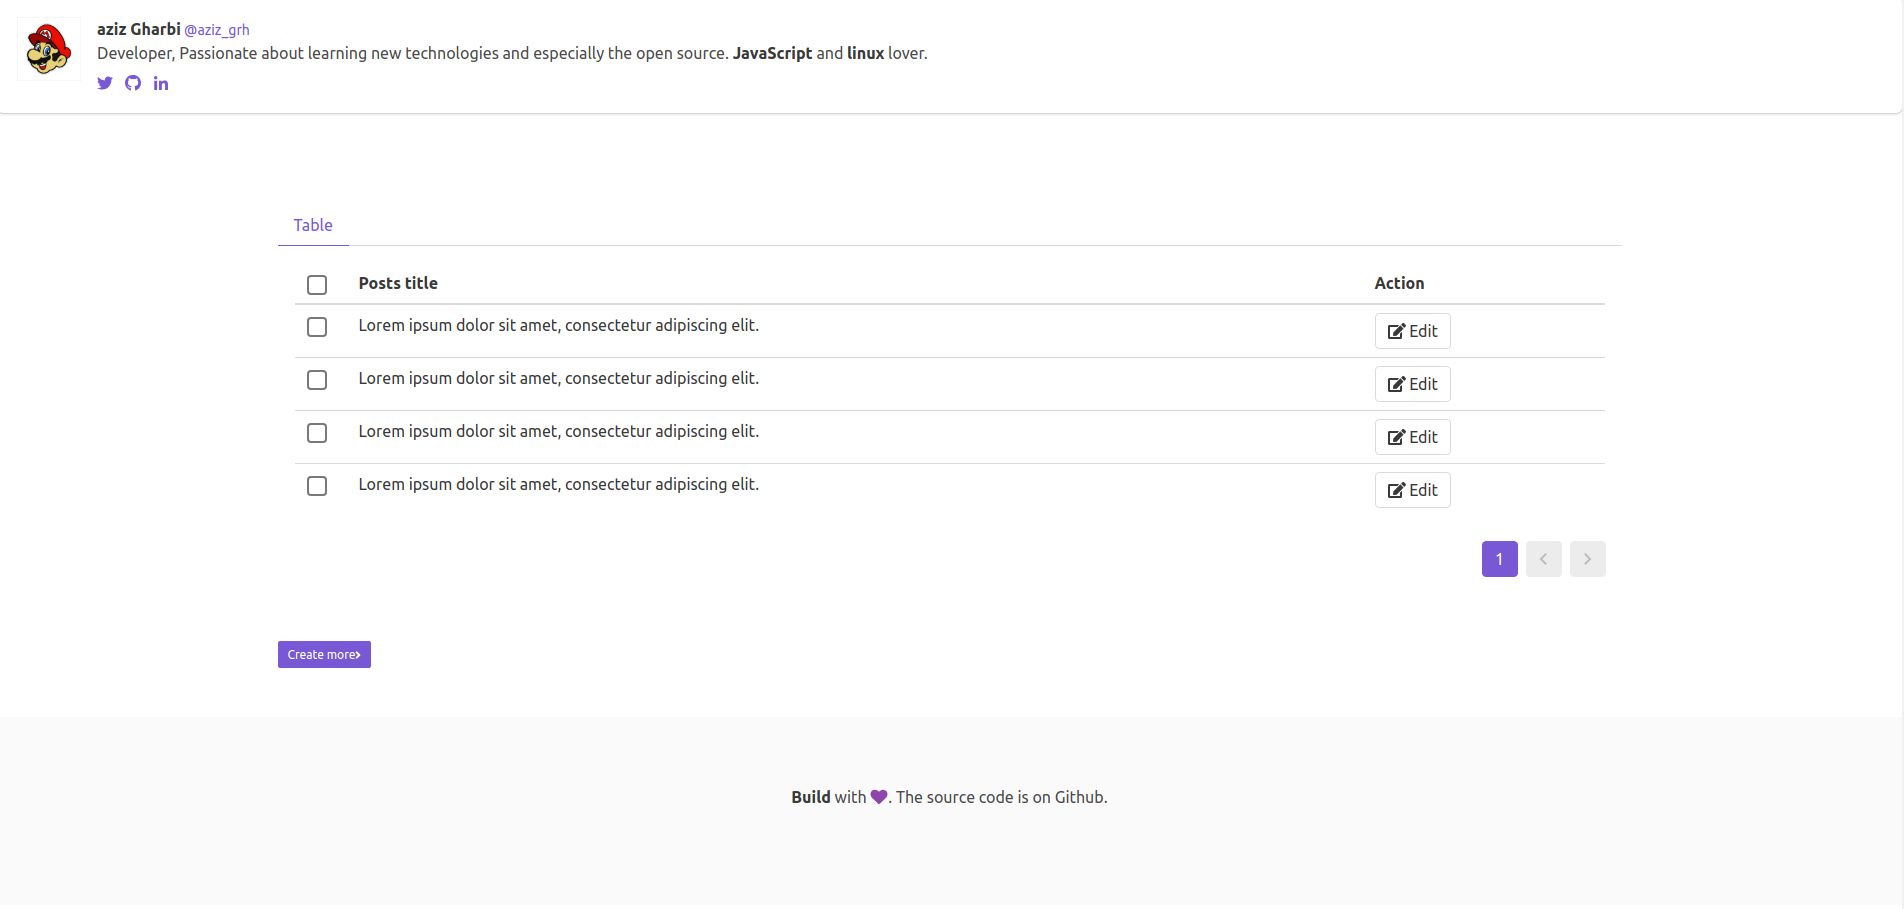 aziz Gharbi @aziz_grh
Developer, Passionate about learning new technologies and especially the open source. JavaScript and linux lover.
Table
Posts title Action
Lorem ipsum dolor sit amet, consectetur adipiscing elit. Edit
Lorem ipsum dolor sit amet, consectetur adipiscing elit. Edit
Lorem ipsum dolor sit amet, consectetur adipiscing elit. Edit
Lorem ipsum dolor sit amet, consectetur adipiscing elit. Edit
1
Create more
Build with 💜. The source code is on Github.